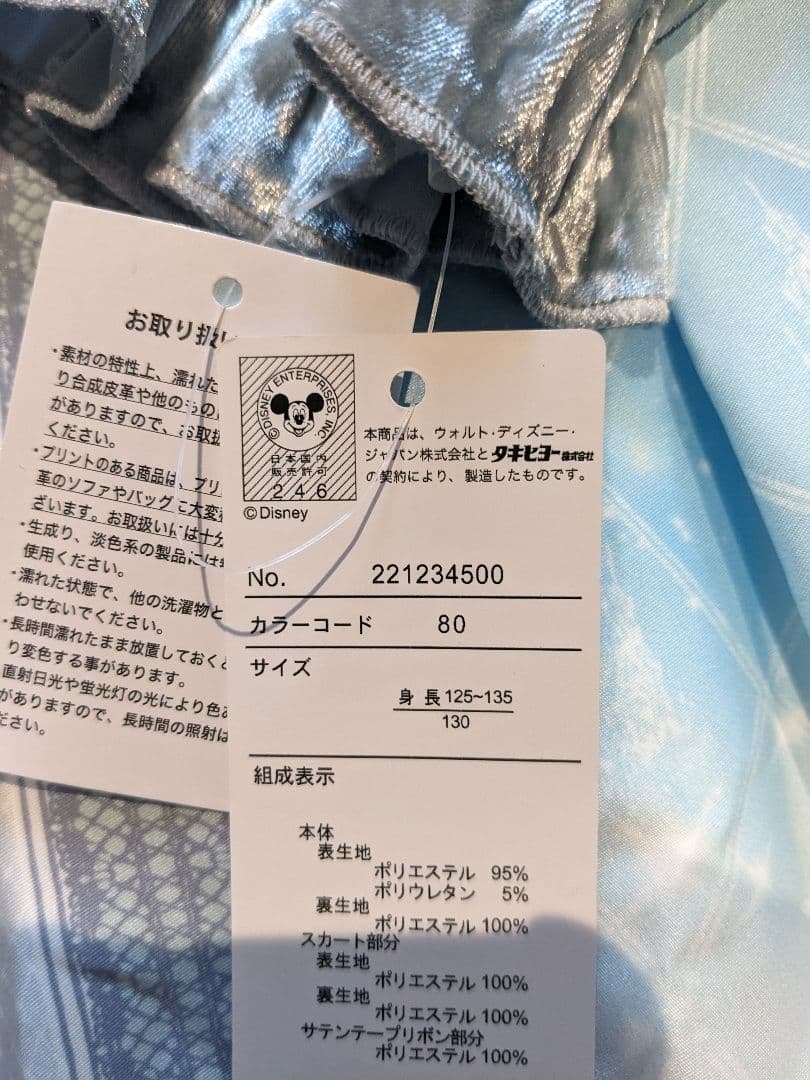 お取り扱い
・素材の特性上、濡れた
り合成皮革や他のもの
がありますので、お取扱
ください。
・プリントのある商品は、プリ
革のソファやバッグに大変
ざいます。お取扱いには十分
・生成り、淡色系の製品には
使用ください。
・濡れた状態で、他の洗濯物と
わせないでください。
・長時間濡れたまま放置しておくと
り変色する事があります。
直射日光や蛍光灯の光により色
がありますので、長時間の照射は
ださい。
©DISNEY ENTERPRISES, INC.
日本国内
販売許可
246
©Disney
本商品は、ウォルト・ディズニー・
ジャパン株式会社とタキヒヨー株式会社
の契約により、製造したものです。
No. 221234500
カラーコード 80
サイズ
身長125~135
130
組成表示
本体
表生地
ポリエステル 95%
ポリウレタン 5%
裏生地
ポリエステル 100%
スカート部分
表生地
ポリエステル 100%
裏生地
ポリエステル 100%
サテンテープリボン部分
ポリエステル 100%